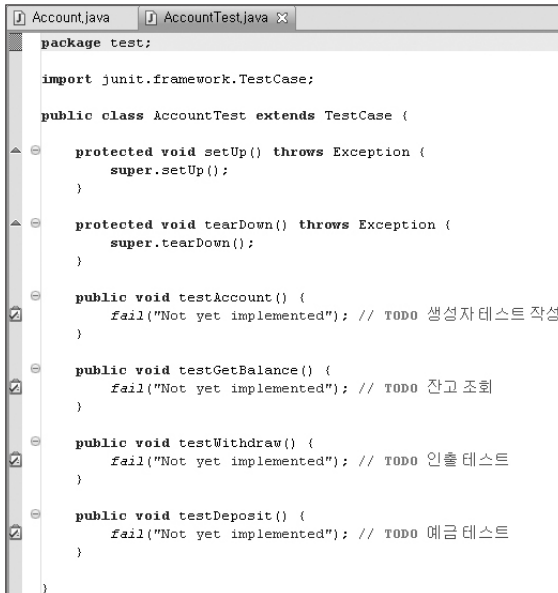 Account.java AccountTest.java
package test;
import junit.framework.TestCase;
public class AccountTest extends TestCase {
protected void setUp() throws Exception {
super.setUp();
}
protected void tearDown() throws Exception {
super.tearDown();
}
public void testAccount() {
fail("Not yet implemented"); // TODO 생성자 테스트 작성
}
public void testGetBalance() {
fail("Not yet implemented"); // TODO 잔고 조회
}
public void testWithdraw() {
fail("Not yet implemented"); // TODO 인출 테스트
}
public void testDeposit() {
fail("Not yet implemented"); // TODO 예금 테스트
}
}